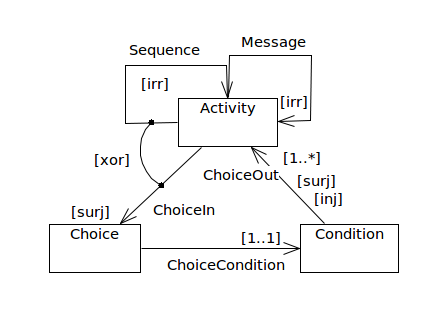 Message
Sequence
[irr]
[irr]
Activity
[xor]
[1..*]
ChoiceOut
[surj]
[inj]
[surj]
ChoiceIn
Choice
Condition
[1..1]
ChoiceCondition